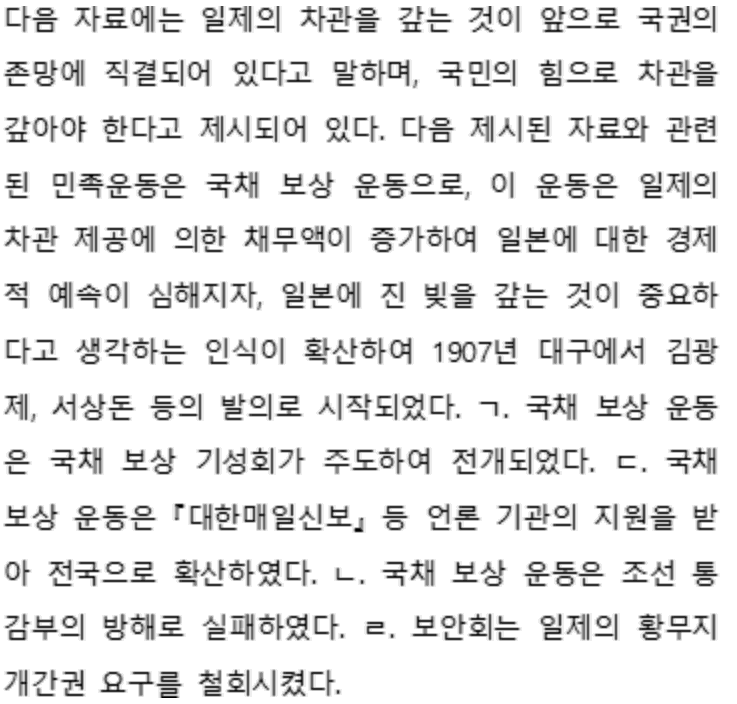 다음 자료에는 일제의 차관을 갚는 것이 앞으로 국권의
존망에 직결되어 있다고 말하며, 국민의 힘으로 차관을
갚아야 한다고 제시되어 있다. 다음 제시된 자료와 관련
된 민족운동은 국채 보상 운동으로, 이 운동은 일제의
차관 제공에 의한 채무액이 증가하여 일본에 대한 경제
적 예속이 심해지자, 일본에 진 빚을 갚는 것이 중요하
다고 생각하는 인식이 확산하여 1907년 대구에서 김광
제, 서상돈 등의 발의로 시작되었다. ㄱ. 국채 보상 운동
은 국채 보상 기성회가 주도하여 전개되었다. ㄷ. 국채
보상 운동은『대한매일신보』등 언론 기관의 지원을 받
아 전국으로 확산하였다. ㄴ. 국채 보상 운동은 조선 통
감부의 방해로 실패하였다. ㄹ. 보안회는 일제의 황무지
개간권 요구를 철회시켰다.